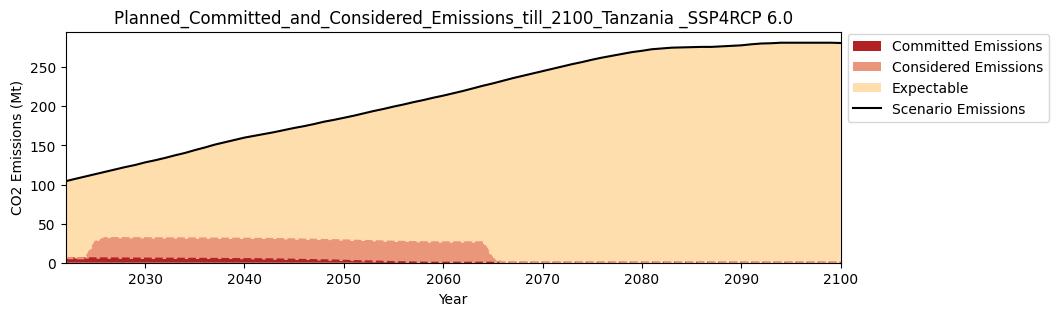 Planned_Committed_and_Considered_Emissions_till_2100_Tanzania _SSP4RCP 6.0
CO2 Emissions (Mt)
250
200
150
100
50
0
2030 2040 2050 2060 2070 2080 2090 2100
Year
Committed Emissions
Considered Emissions
Expectable
Scenario Emissions